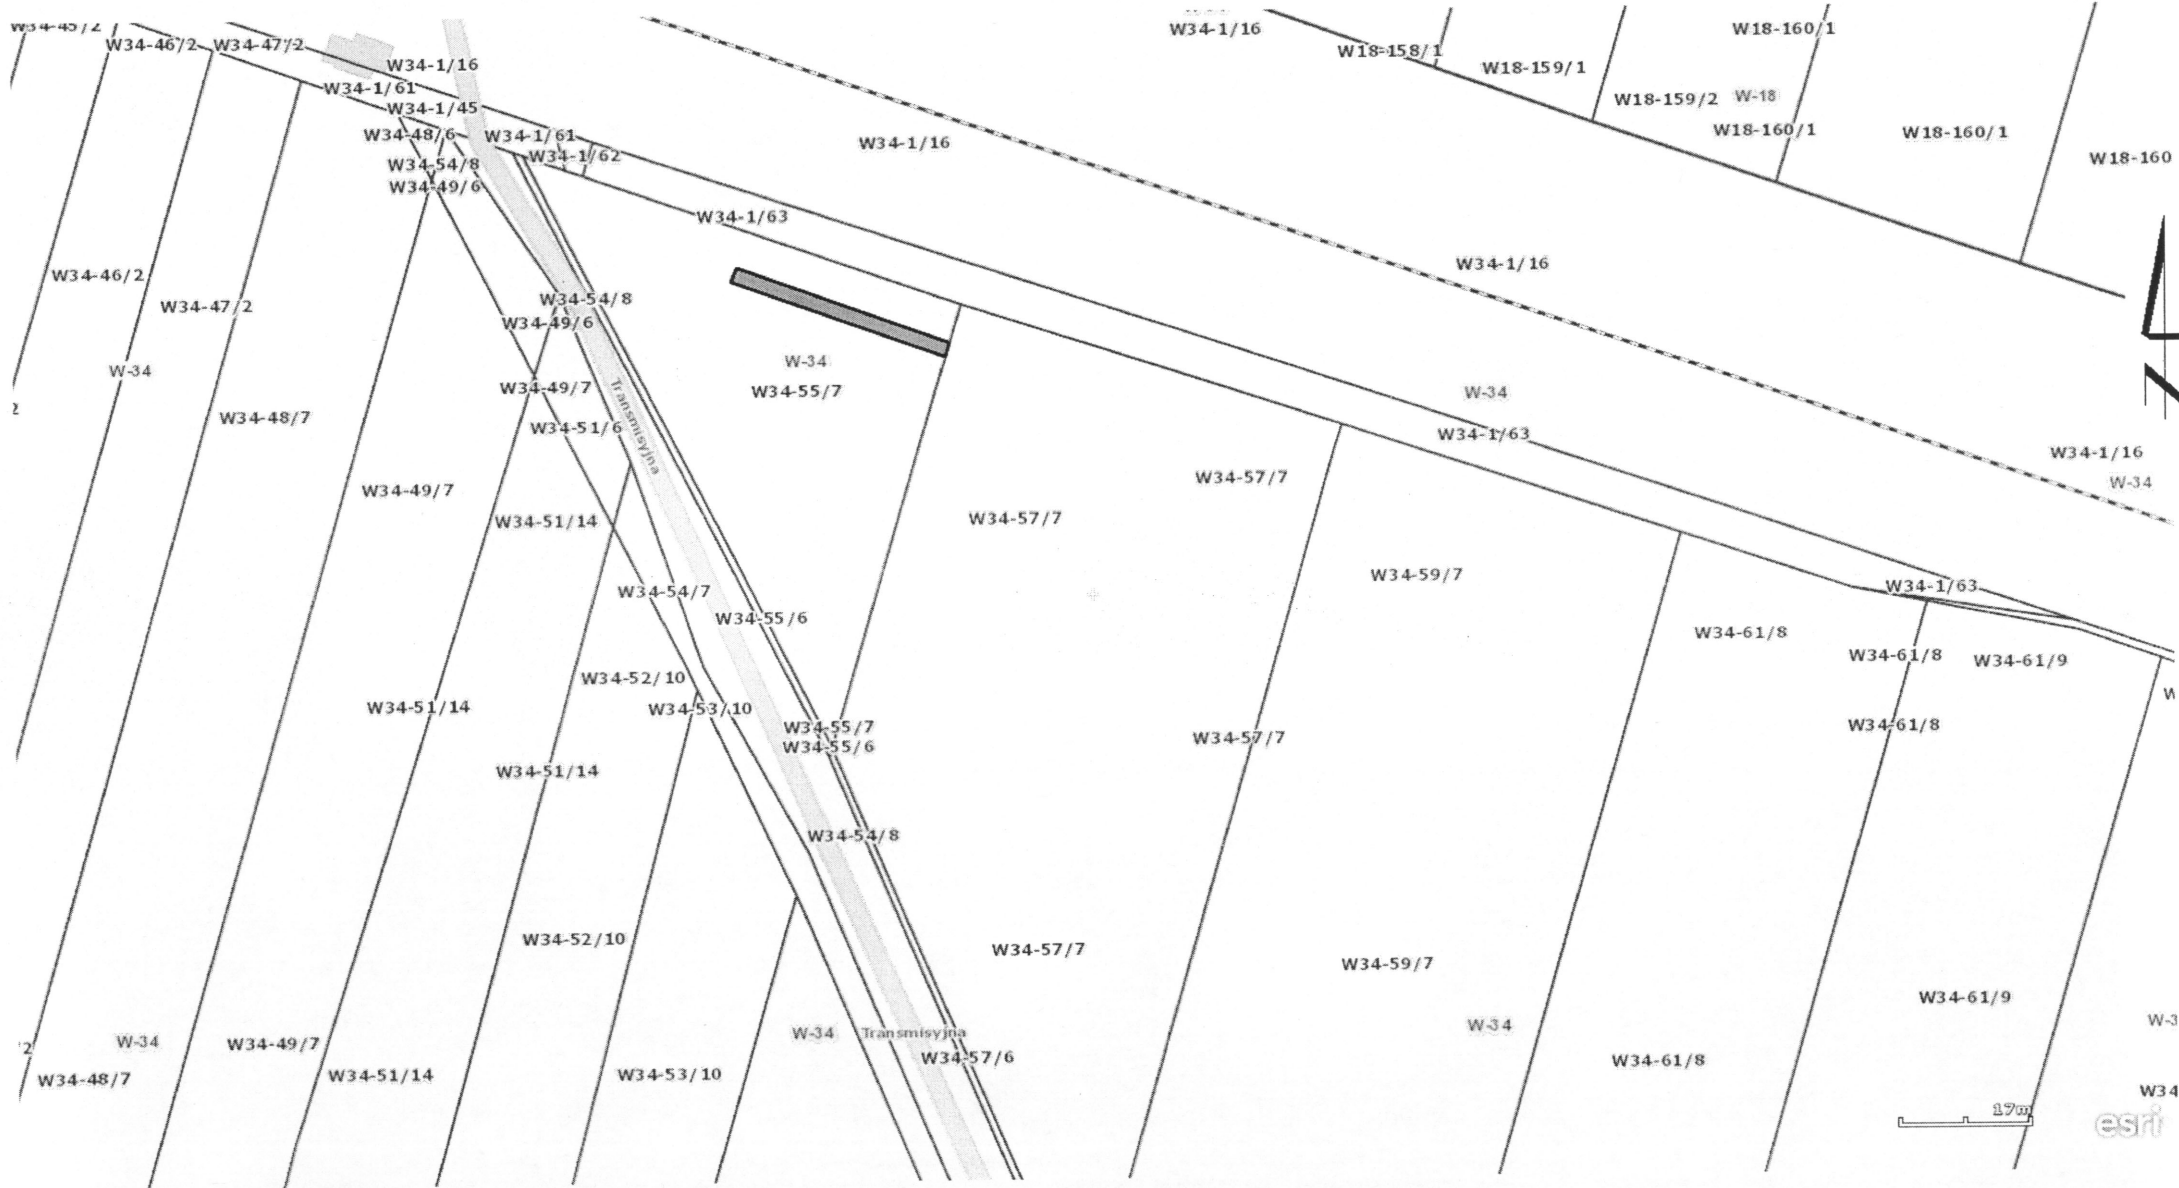 W34-45/2
W34-46/2
W34-47/2
W34-1/16
W34-1/61
W34-1/45
W34-48/6
W34-1/61
W34-54/8
W34-1/62
W34-49/6
W34-1/16
W18-158/1
W18-159/1
W18-160/1
W18-159/2
W-18
W18-160/1
W18-160/1
W18-160
W34-1/16
W34-1/63
W34-1/16
W34-46/2
W34-47/2
W34-54/8
W34-49/6
W-34
W-34
W34-55/7
W34-49/7
Transmisyjna
W-34
W34-48/7
W34-51/6
W34-1/63
W34-1/16
W-34
W34-49/7
W34-51/14
W34-57/7
W34-57/7
W34-59/7
W34-54/7
W34-55/6
W34-1/63
W34-61/8
W34-61/8
W34-61/9
W34-52/10
W34-53/10
W34-51/14
W34-55/7
W34-55/6
W34-57/7
W34-61/8
W34-51/14
W34-54/8
W34-52/10
W34-57/7
W34-59/7
W34-61/9
W-34
W34-49/7
W-34
Transmisyjna
W34-57/6
W-34
W-3
W34-48/7
W34-51/14
W34-53/10
W34-61/8
W34
17m
esri